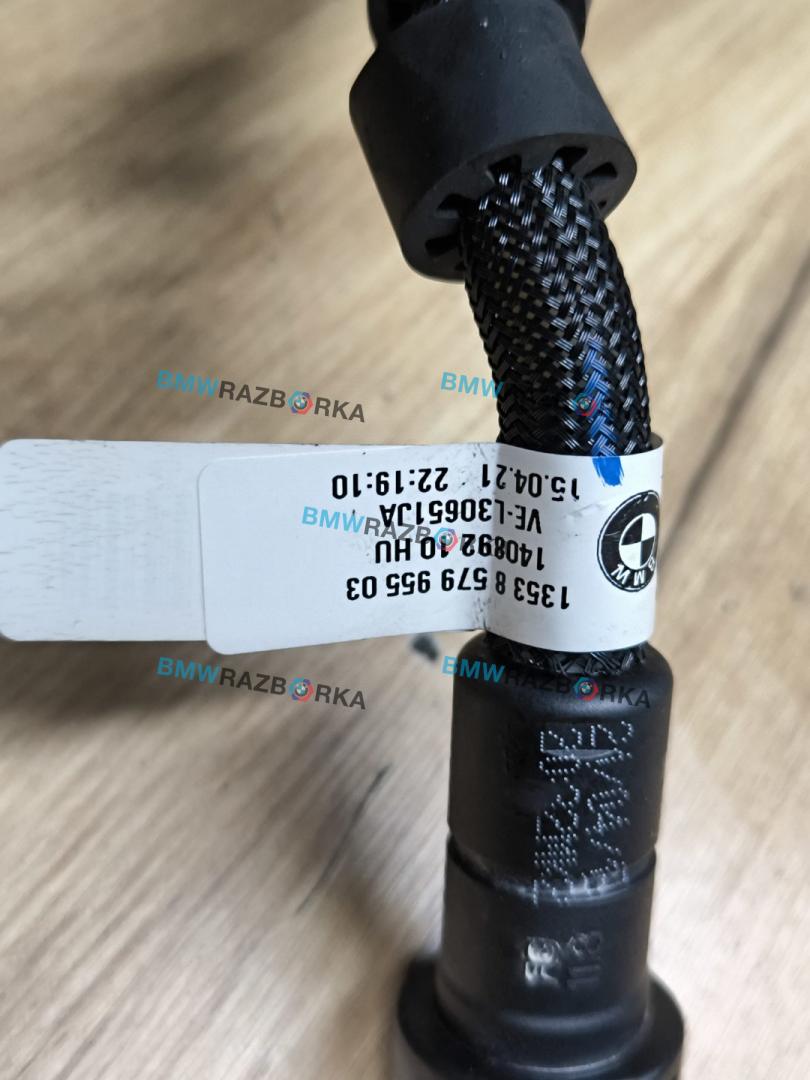 1353 8 579 955 03
140892 10 HU
VE-L30651JA
15.04.21 22:19:10
BMW
BMWRAZBORKA
BMW
BMWRAZBORKA
BMWRAZBORKA
BMWRAZBORKA